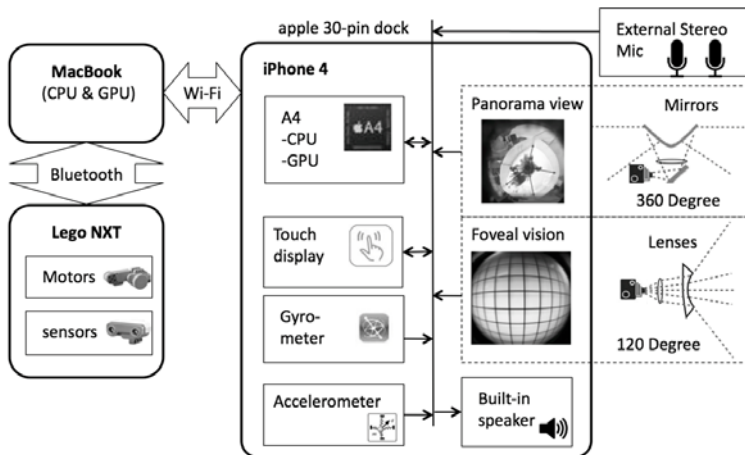 apple 30-pin dock
External Stereo
Mic
MacBook
(CPU & GPU)
Wi-Fi
iPhone 4
A4
-CPU
-GPU
A4
Panorama view
Mirrors
360 Degree
Bluetooth
Lego NXT
Motors
sensors
Touch
display
Foveal vision
Lenses
120 Degree
Gyro-
meter
Accelerometer
Built-in
speaker